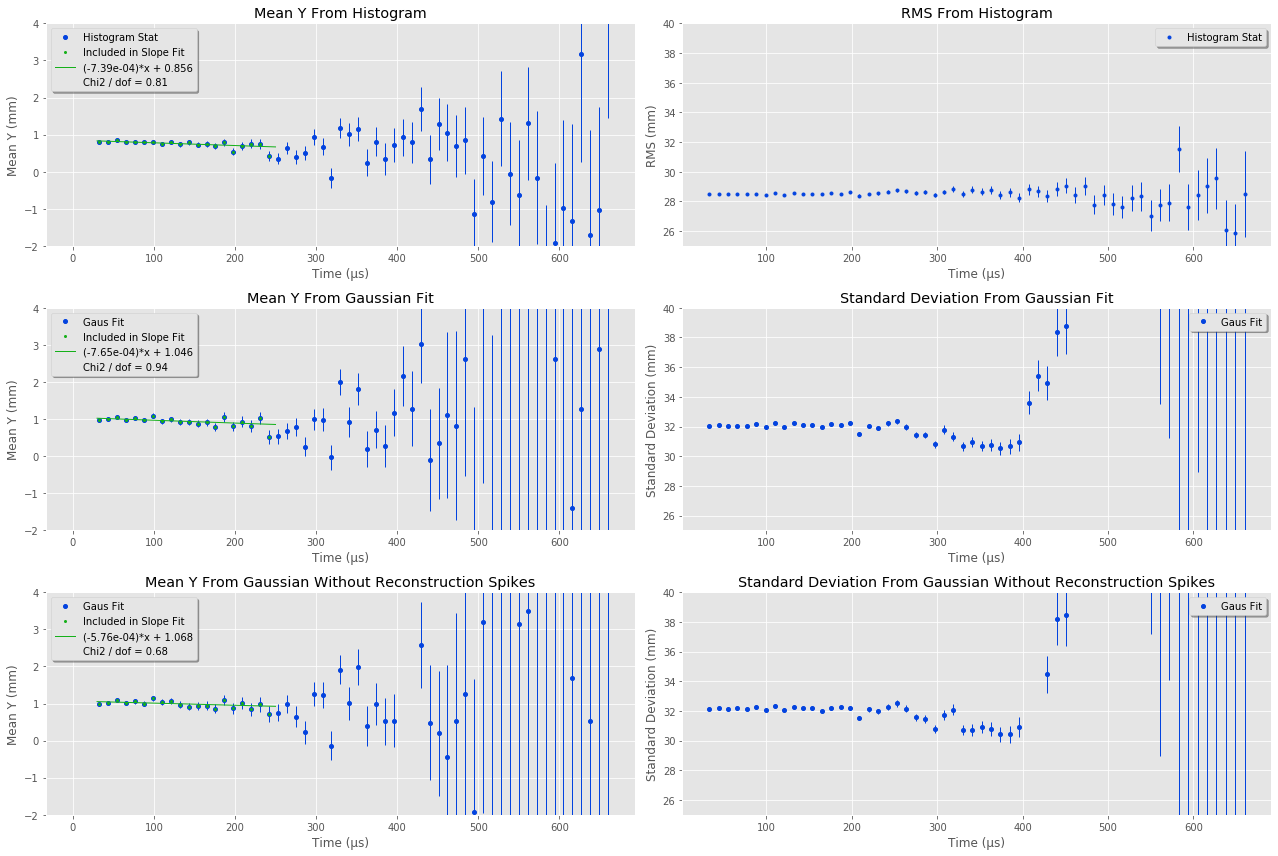 Mean Y From Histogram
4
3
2
1
0
−1
−2
Mean Y (mm)
Histogram Stat
Included in Slope Fit
(-7.39e-04)*x + 0.856
Chi2 / dof = 0.81
0 100 200 300 400 500 600
Time (µs)
RMS From Histogram
40
38
36
34
32
30
28
26
RMS (mm)
Histogram Stat
100 200 300 400 500 600
Time (µs)
Mean Y From Gaussian Fit
4
3
2
1
0
−1
−2
Mean Y (mm)
Gaus Fit
Included in Slope Fit
(-7.65e-04)*x + 1.046
Chi2 / dof = 0.94
0 100 200 300 400 500 600
Time (µs)
Standard Deviation From Gaussian Fit
40
38
36
34
32
30
28
26
Standard Deviation (mm)
Gaus Fit
100 200 300 400 500 600
Time (µs)
Mean Y From Gaussian Without Reconstruction Spikes
4
3
2
1
0
−1
−2
Mean Y (mm)
Gaus Fit
Included in Slope Fit
(-5.76e-04)*x + 1.068
Chi2 / dof = 0.68
0 100 200 300 400 500 600
Time (µs)
Standard Deviation From Gaussian Without Reconstruction Spikes
40
38
36
34
32
30
28
26
Standard Deviation (mm)
Gaus Fit
100 200 300 400 500 600
Time (µs)